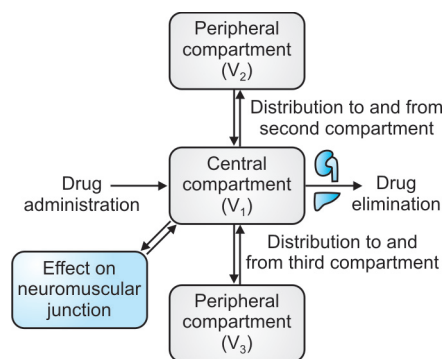 Peripheral
compartment
(V₂)
Distribution to and from
second compartment
Drug
administration
Central
compartment
(V₁)
Drug
elimination
Effect on
neuromuscular
junction
Distribution to and
from third compartment
Peripheral
compartment
(V₃)